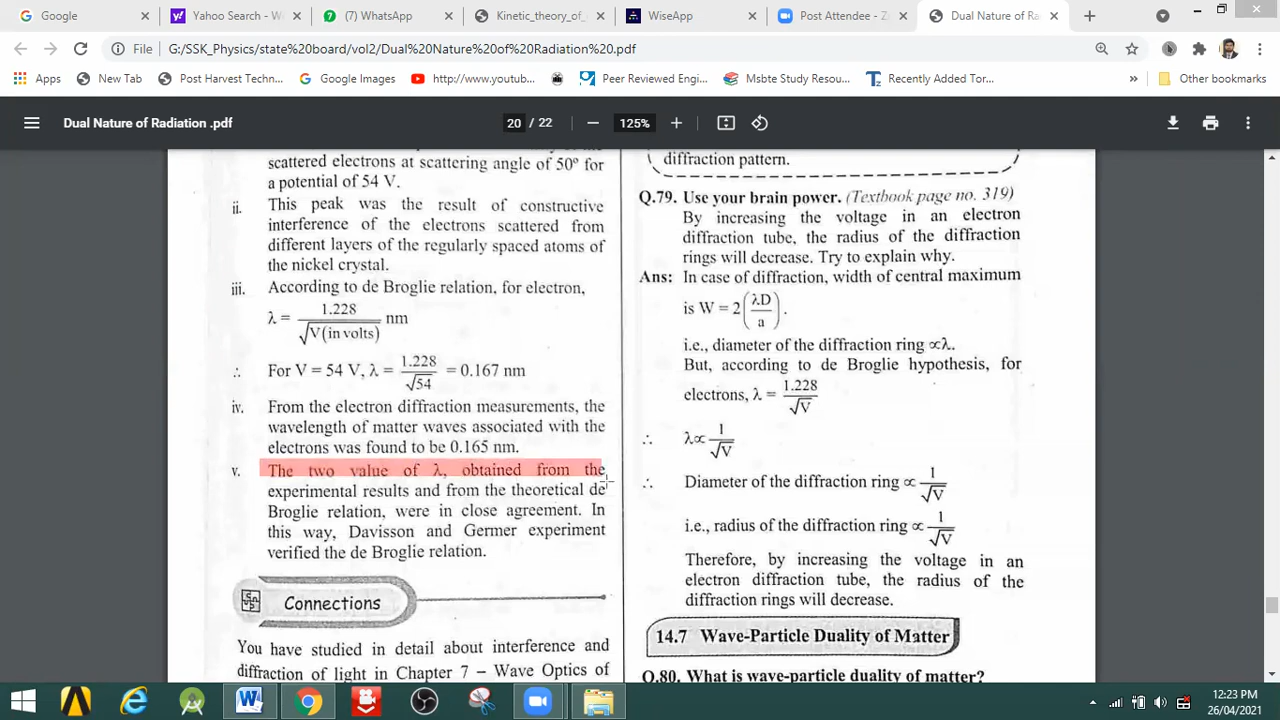 Google
Yahoo Search - Wi
(7) WhatsApp
Kinetic_theory_of_
WiseApp
Post Attendee - Zo
Dual Nature of Ra
File
G:/SSK_Physics/state%20board/vol2/Dual%20Nature%20of%20Radiation%20.pdf
Apps
New Tab
Post Harvest Techn...
Google Images
http://www.youtub...
Peer Reviewed Engi...
Msbte Study Resou...
Recently Added Tor...
»
Other bookmarks
Dual Nature of Radiation .pdf
20 / 22
125%
scattered electrons at scattering angle of 50° for
a potential of 54 V.
ii. This peak was the result of constructive
interference of the electrons scattered from
different layers of the regularly spaced atoms of
the nickel crystal.
iii. According to de Broglie relation, for electron,
λ = 1.228 / √V(in volts) nm
∴ For V = 54 V, λ = 1.228 / √54 = 0.167 nm
iv. From the electron diffraction measurements, the
wavelength of matter waves associated with the
electrons was found to be 0.165 nm.
v. The two value of λ, obtained from the
experimental results and from the theoretical de
Broglie relation, were in close agreement. In
this way, Davisson and Germer experiment
verified the de Broglie relation.
Connections
You have studied in detail about interference and
diffraction of light in Chapter 7 – Wave Optics of
diffraction pattern.
Q.79. Use your brain power. (Textbook page no. 319)
By increasing the voltage in an electron
diffraction tube, the radius of the diffraction
rings will decrease. Try to explain why.
Ans: In case of diffraction, width of central maximum
is W = 2(λD / a).
i.e., diameter of the diffraction ring ∝λ.
But, according to de Broglie hypothesis, for
electrons, λ = 1.228 / √V
∴ λ∝ 1 / √V
∴ Diameter of the diffraction ring ∝ 1 / √V
i.e., radius of the diffraction ring ∝ 1 / √V
Therefore, by increasing the voltage in an
electron diffraction tube, the radius of the
diffraction rings will decrease.
14.7 Wave-Particle Duality of Matter
Q.80. What is wave-particle duality of matter?
12:23 PM
26/04/2021